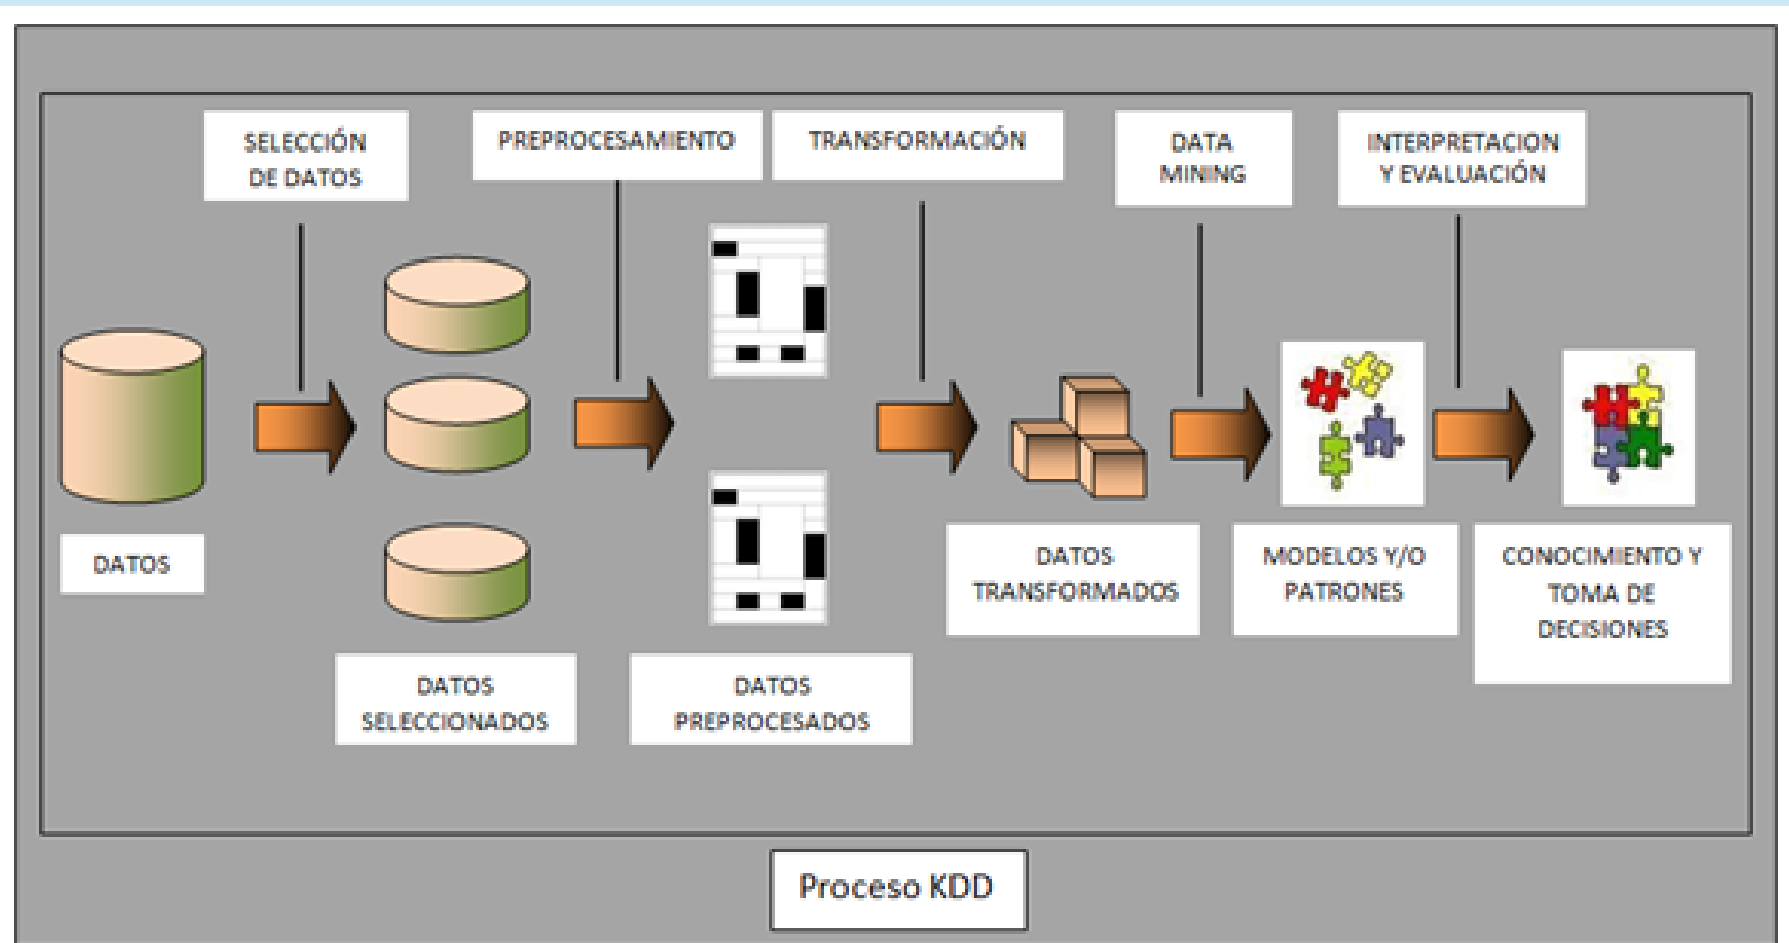 SELECCIÓN
DE DATOS
PREPROCESAMIENTO
TRANSFORMACIÓN
DATA
MINING
INTERPRETACION
Y EVALUACIÓN
DATOS
DATOS
SELECCIONADOS
DATOS
PREPROCESADOS
DATOS
TRANSFORMADOS
MODELOS Y/O
PATRONES
CONOCIMIENTO Y
TOMA DE
DECISIONES
Proceso KDD